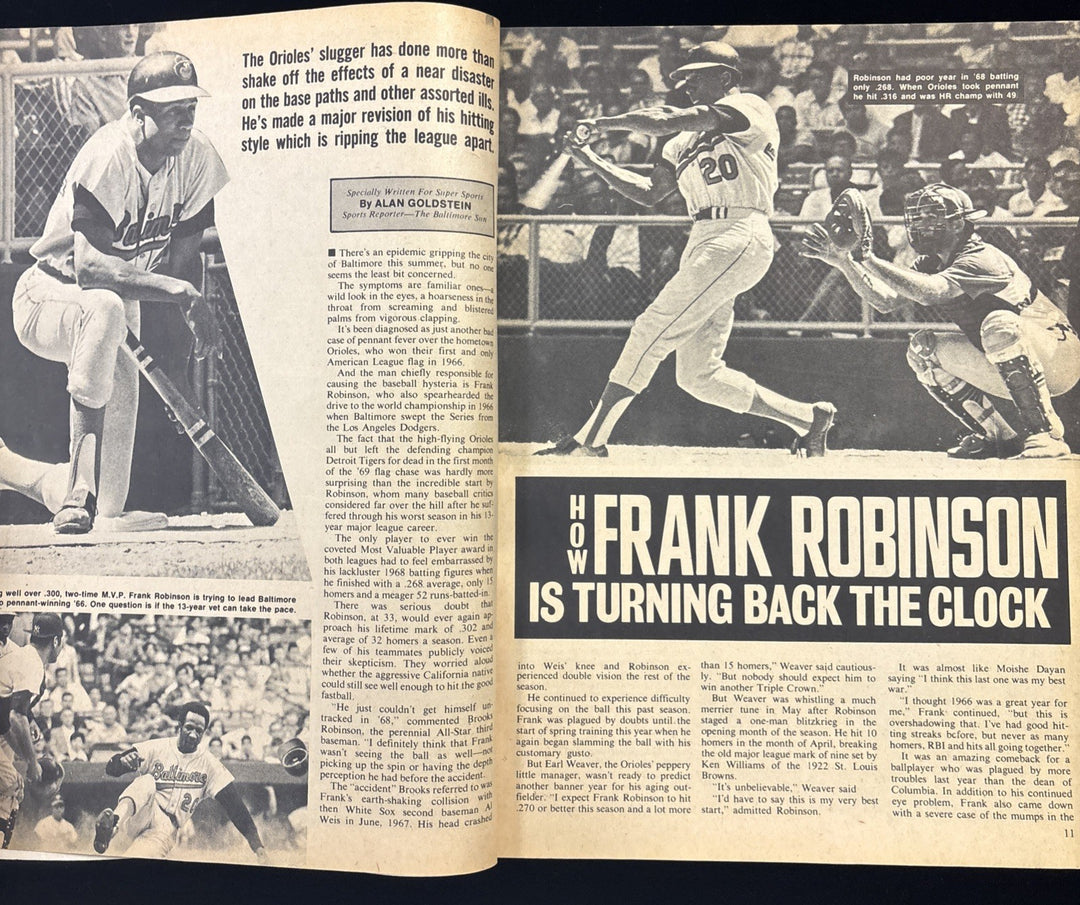 The Orioles' slugger has done more than
shake off the effects of a near disaster
on the base paths and other assorted ills.
He's made a major revision of his hitting
style which is ripping the league apart.
Specially Written For Super Sports
By ALAN GOLDSTEIN
Sports Reporter—The Baltimore Sun
■ There's an epidemic gripping the city
of Baltimore this summer, but no one
seems the least bit concerned.
The symptoms are familiar ones—a
wild look in the eyes, a hoarseness in the
throat from screaming and blistered
palms from vigorous clapping.
It's been diagnosed as just another bad
case of pennant fever over the hometown
Orioles, who won their first and only
American League flag in 1966.
And the man chiefly responsible for
causing the baseball hysteria is Frank
Robinson, who also spearhearded the
drive to the world championship in 1966
when Baltimore swept the Series from
the Los Angeles Dodgers.
The fact that the high-flying Orioles
all but left the defending champion
Detroit Tigers for dead in the first month
of the '69 flag chase was hardly more
surprising than the incredible start by
Robinson, whom many baseball critics
considered far over the hill after he suf-
fered through his worst season in his 13-
year major league career.
The only player to ever win the
coveted Most Valuable Player award in
both leagues had to feel embarrassed by
his lackluster 1968 batting figures when
he finished with a .268 average, only 15
homers and a meager 52 runs-batted-in.
There was serious doubt that
Robinson, at 33, would ever again ap-
proach his lifetime mark of .302 and
average of 32 homers a season. Even a
few of his teammates publicly voiced
their skepticism. They worried aloud
whether the aggressive California native
could still see well enough to hit the good
fastball.
"He just couldn't get himself un-
tracked in '68," commented Brooks
Robinson, the perennial All-Star third
baseman. "I definitely think that Frank
wasn't seeing the ball as well—not
picking up the spin or having the depth
perception he had before the accident.
The "accident" Brooks referred to was
Frank's earth-shaking collision with
then White Sox second baseman Al
Weis in June, 1967. His head crashed
well over .300, two-time M.V.P. Frank Robinson is trying to lead Baltimore
pennant-winning '66. One question is if the 13-year vet can take the pace.
Baltimore
20
Robinson had poor year in '68 batting
only .268. When Orioles took pennant
he hit .316 and was HR champ with 49
20
HOW FRANK ROBINSON
IS TURNING BACK THE CLOCK
into Weis' knee and Robinson ex-
perienced double vision the rest of the
season.
He continued to experience difficulty
focusing on the ball this past season.
Frank was plagued by doubts until the
start of spring training this year when he
again began slamming the ball with his
customary gusto.
But Earl Weaver, the Orioles' peppery
little manager, wasn't ready to predict
another banner year for his aging out-
fielder. "I expect Frank Robinson to hit
.270 or better this season and a lot more
than 15 homers," Weaver said cautious-
ly. "But nobody should expect him to
win another Triple Crown."
But Weaver was whistling a much
merrier tune in May after Robinson
staged a one-man blitzkrieg in the
opening month of the season. He hit 10
homers in the month of April, breaking
the old major league mark of nine set by
Ken Williams of the 1922 St. Louis
Browns.
"It's unbelievable," Weaver said
"I'd have to say this is my very best
start," admitted Robinson.
It was almost like Moishe Dayan
saying "I think this last one was my best
war."
"I thought 1966 was a great year for
me," Frank continued, "but this is
overshadowing that. I've had good hit-
ting streaks before, but never as many
homers, RBI and hits all going together."
It was an amazing comeback for a
ballplayer who was plagued by more
troubles last year than the dean of
Columbia. In addition to his continued
eye problem, Frank also came down
with a severe case of the mumps in the
11